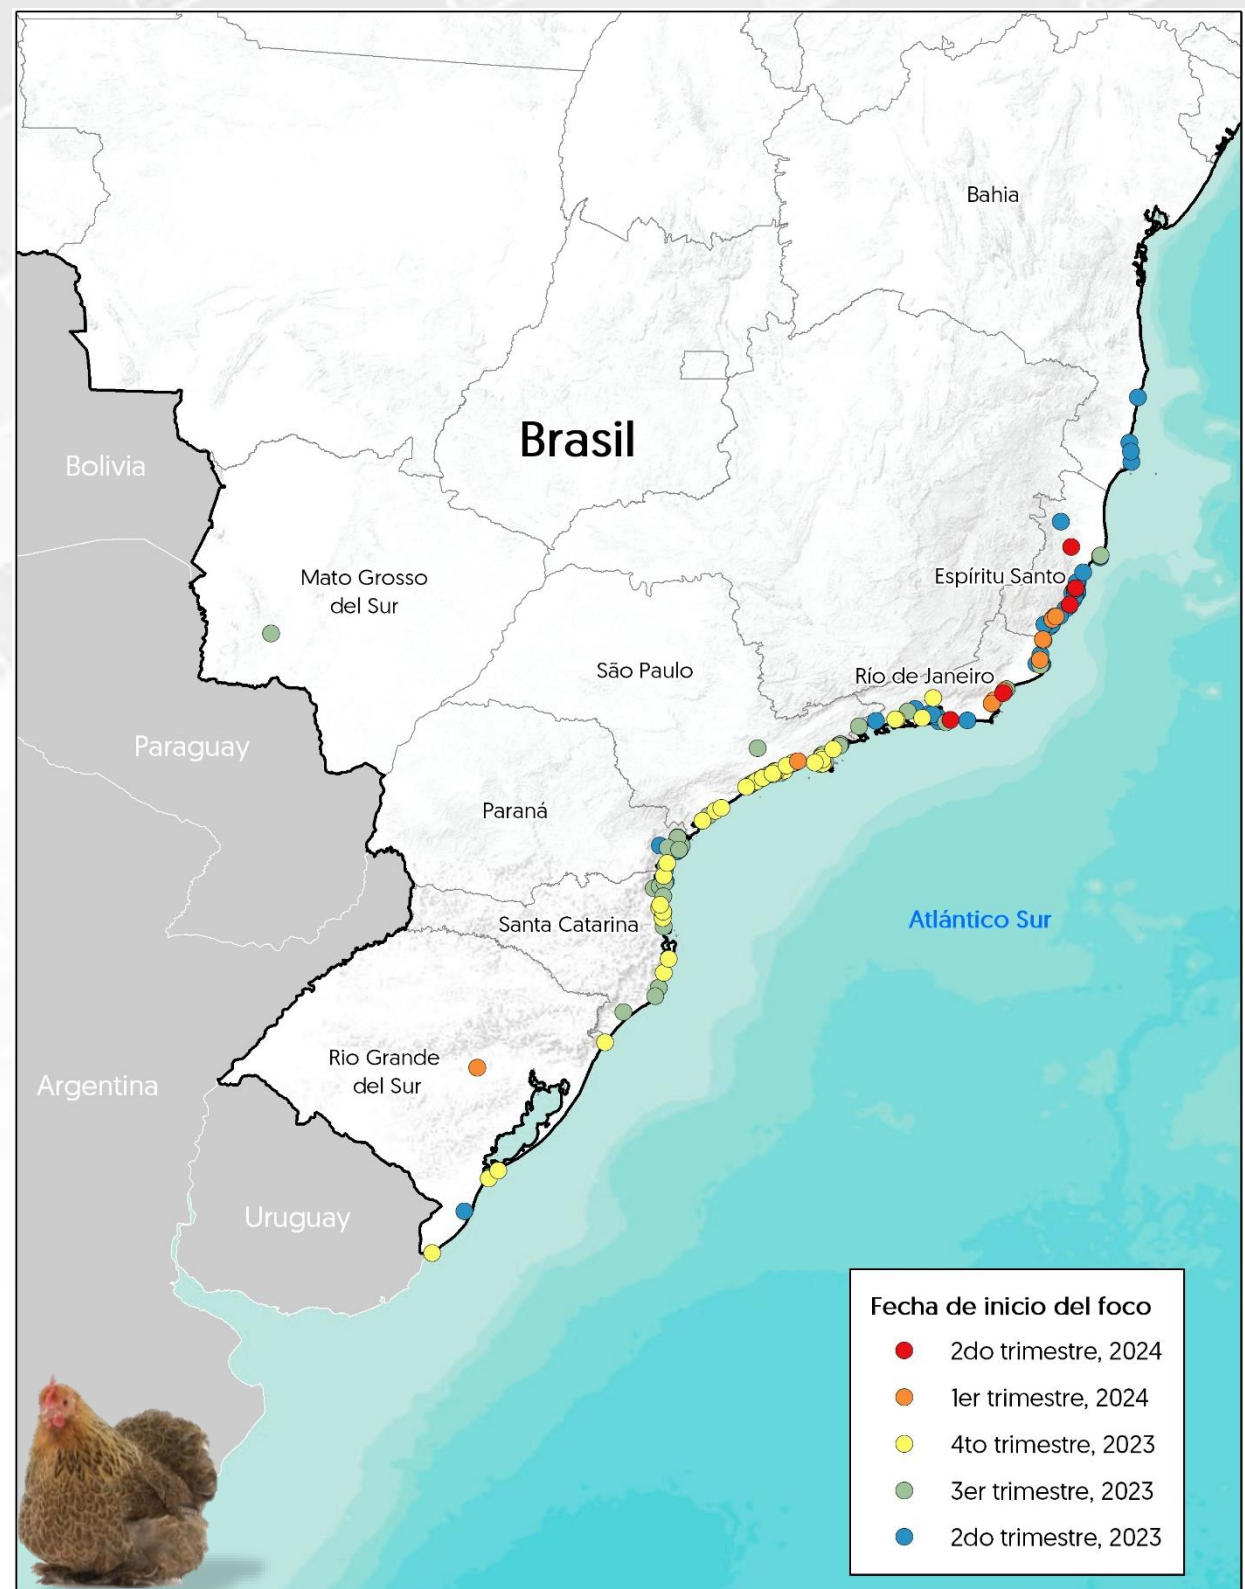 Bahia
Brasil
Bolivia
Mato Grosso
del Sur
Espíritu Santo
São Paulo
Río de Janeiro
Paraguay
Paraná
Santa Catarina
Atlántico Sur
Rio Grande
del Sur
Argentina
Uruguay
Fecha de inicio del foco
2do trimestre, 2024
1er trimestre, 2024
4to trimestre, 2023
3er trimestre, 2023
2do trimestre, 2023